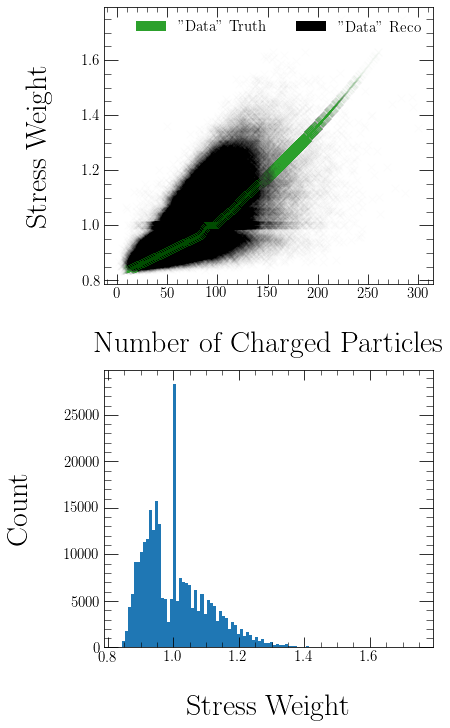 "Data" Truth "Data" Reco
Stress Weight
1.6
1.4
1.2
1.0
0.8
0 50 100 150 200 250 300
Number of Charged Particles
Count
25000
20000
15000
10000
5000
0
0.8 1.0 1.2 1.4 1.6
Stress Weight